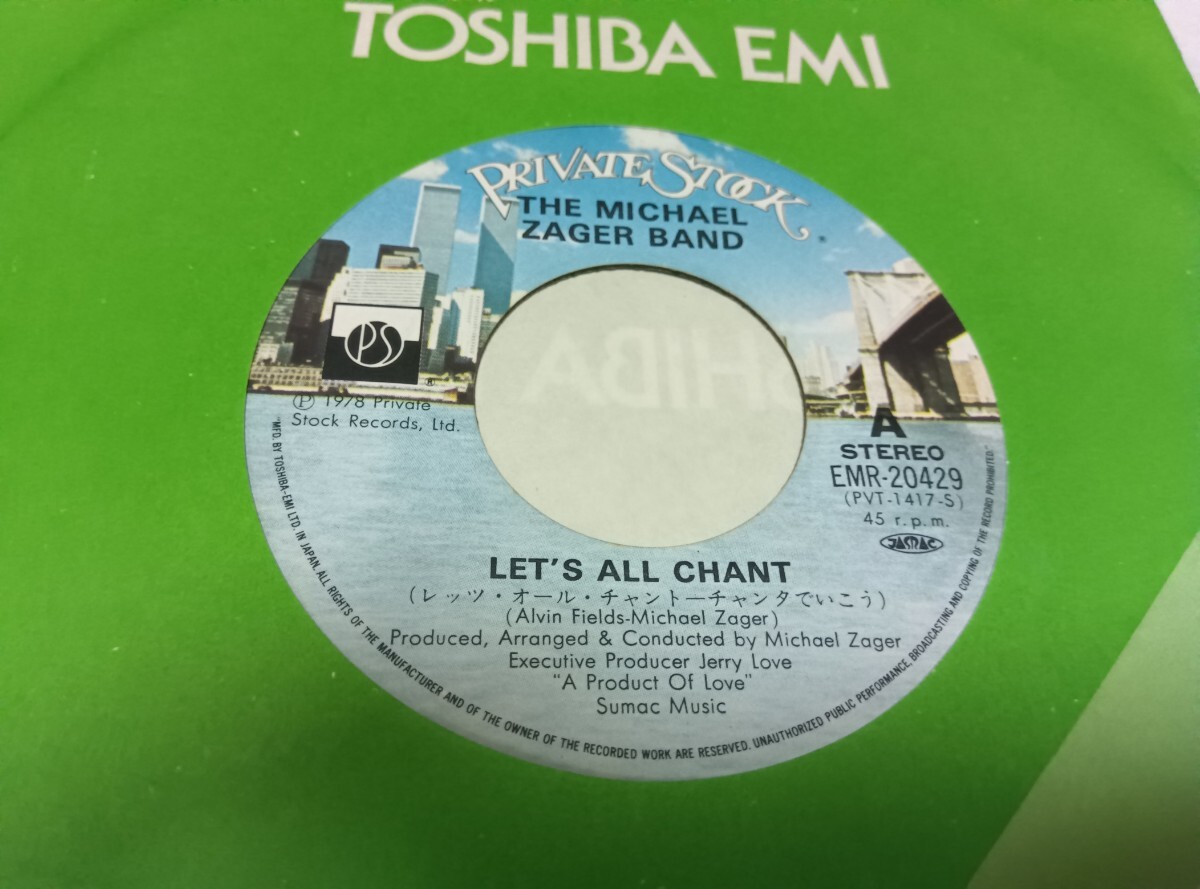 TOSHIBA EMI
PRIVATE STOCK
THE MICHAEL
ZAGER BAND
PS
®
℗ 1978 Private
Stock Records, Ltd.
A
STEREO
EMR-20429
(PVT-1417-S)
45 r.p.m.
JASRAC
LET'S ALL CHANT
(レッツ・オール・チャントーチャンタでいこう)
(Alvin Fields-Michael Zager)
Produced, Arranged & Conducted by Michael Zager
Executive Producer Jerry Love
"A Product Of Love"
Sumac Music
MFD. BY TOSHIBA-EMI LTD. IN JAPAN. ALL RIGHTS OF THE MANUFACTURER AND OF THE OWNER OF THE RECORDED WORK ARE RESERVED. UNAUTHORIZED PUBLIC PERFORMANCE, BROADCASTING AND COPYING OF THE RECORD PROHIBITED.
HIBA